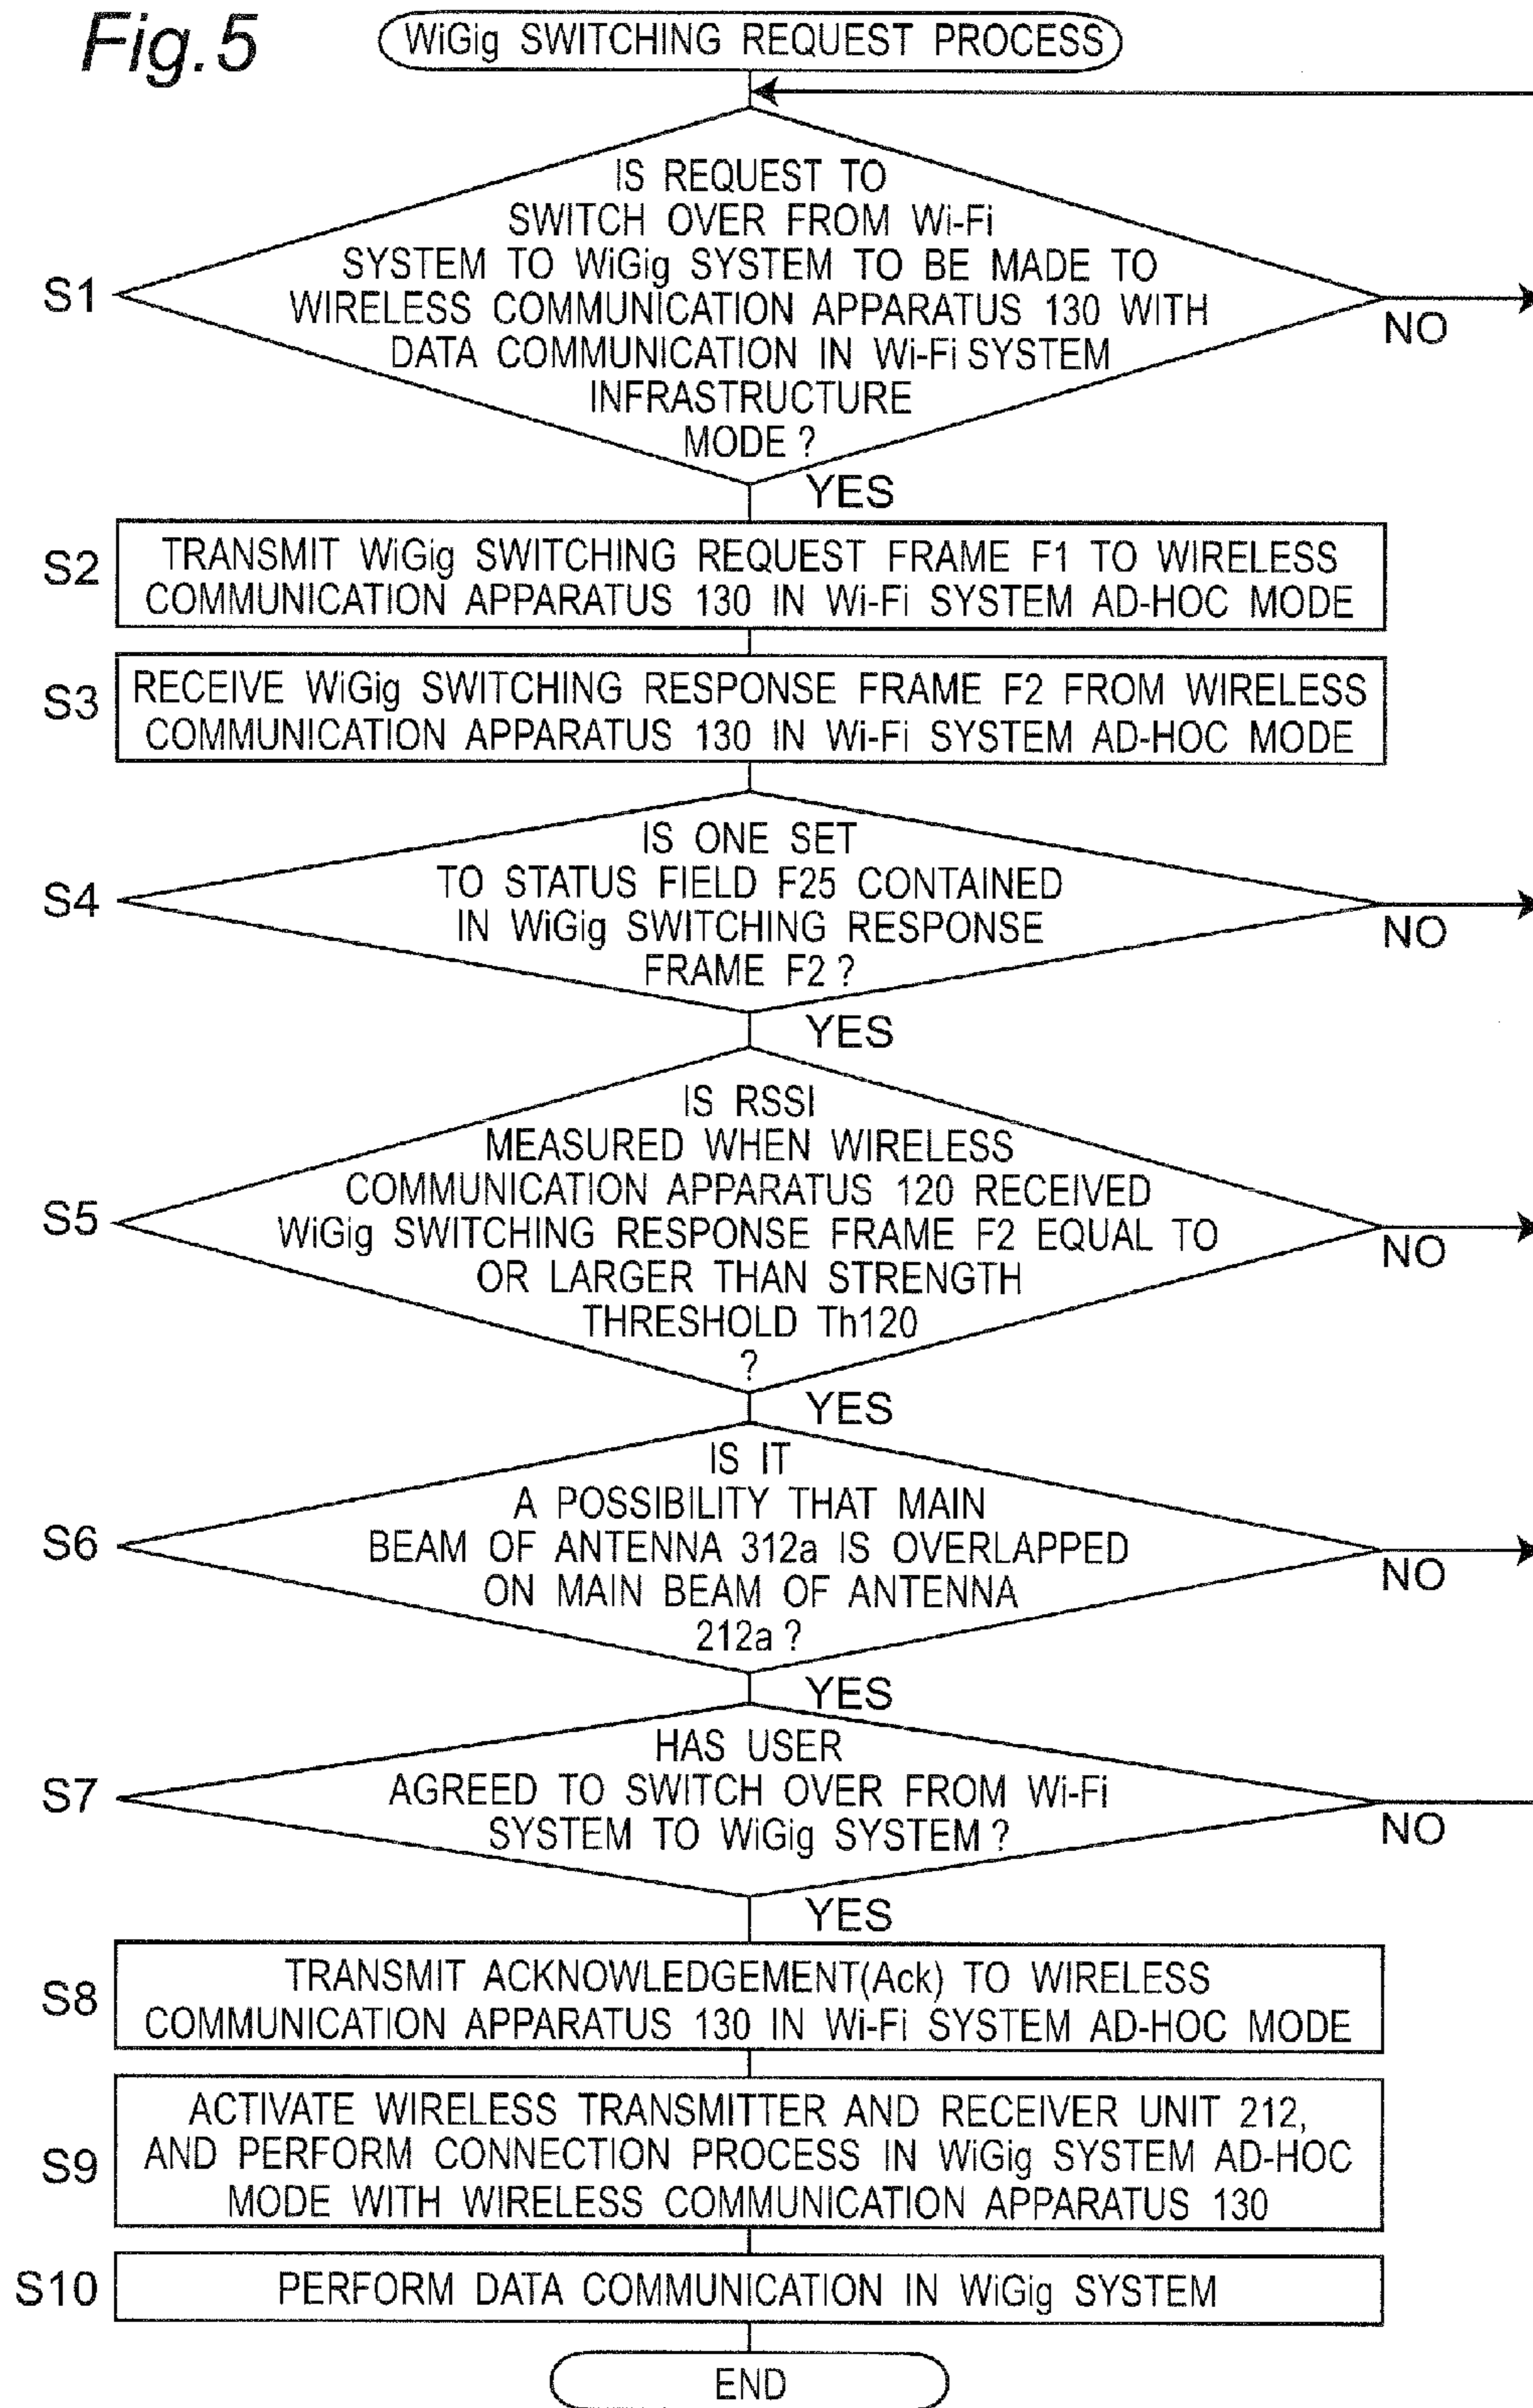 Fig.5
WiGig SWITCHING REQUEST PROCESS
IS REQUEST TO
SWITCH OVER FROM Wi-Fi
SYSTEM TO WiGig SYSTEM TO BE MADE TO
S1
WIRELESS COMMUNICATION APPARATUS 130 WITH
NO
DATA COMMUNICATION IN Wi-Fi SYSTEM
INFRASTRUCTURE
MODE ?
YES
S2
TRANSMIT WiGig SWITCHING REQUEST FRAME F1 TO WIRELESS
COMMUNICATION APPARATUS 130 IN Wi-Fi SYSTEM AD-HOC MODE
S3
RECEIVE WiGig SWITCHING RESPONSE FRAME F2 FROM WIRELESS
COMMUNICATION APPARATUS 130 IN Wi-Fi SYSTEM AD-HOC MODE
IS ONE SET
TO STATUS FIELD F25 CONTAINED
S4
IN WiGig SWITCHING RESPONSE
NO
FRAME F2 ?
YES
IS RSSI
MEASURED WHEN WIRELESS
COMMUNICATION APPARATUS 120 RECEIVED
S5
WiGig SWITCHING RESPONSE FRAME F2 EQUAL TO
NO
OR LARGER THAN STRENGTH
THRESHOLD Th120
?
YES
IS IT
A POSSIBILITY THAT MAIN
S6
BEAM OF ANTENNA 312a IS OVERLAPPED
NO
ON MAIN BEAM OF ANTENNA
212a ?
YES
HAS USER
S7
AGREED TO SWITCH OVER FROM Wi-Fi
NO
SYSTEM TO WiGig SYSTEM ?
YES
S8
TRANSMIT ACKNOWLEDGEMENT(Ack) TO WIRELESS
COMMUNICATION APPARATUS 130 IN Wi-Fi SYSTEM AD-HOC MODE
S9
ACTIVATE WIRELESS TRANSMITTER AND RECEIVER UNIT 212,
AND PERFORM CONNECTION PROCESS IN WiGig SYSTEM AD-HOC
MODE WITH WIRELESS COMMUNICATION APPARATUS 130
S10
PERFORM DATA COMMUNICATION IN WiGig SYSTEM
END